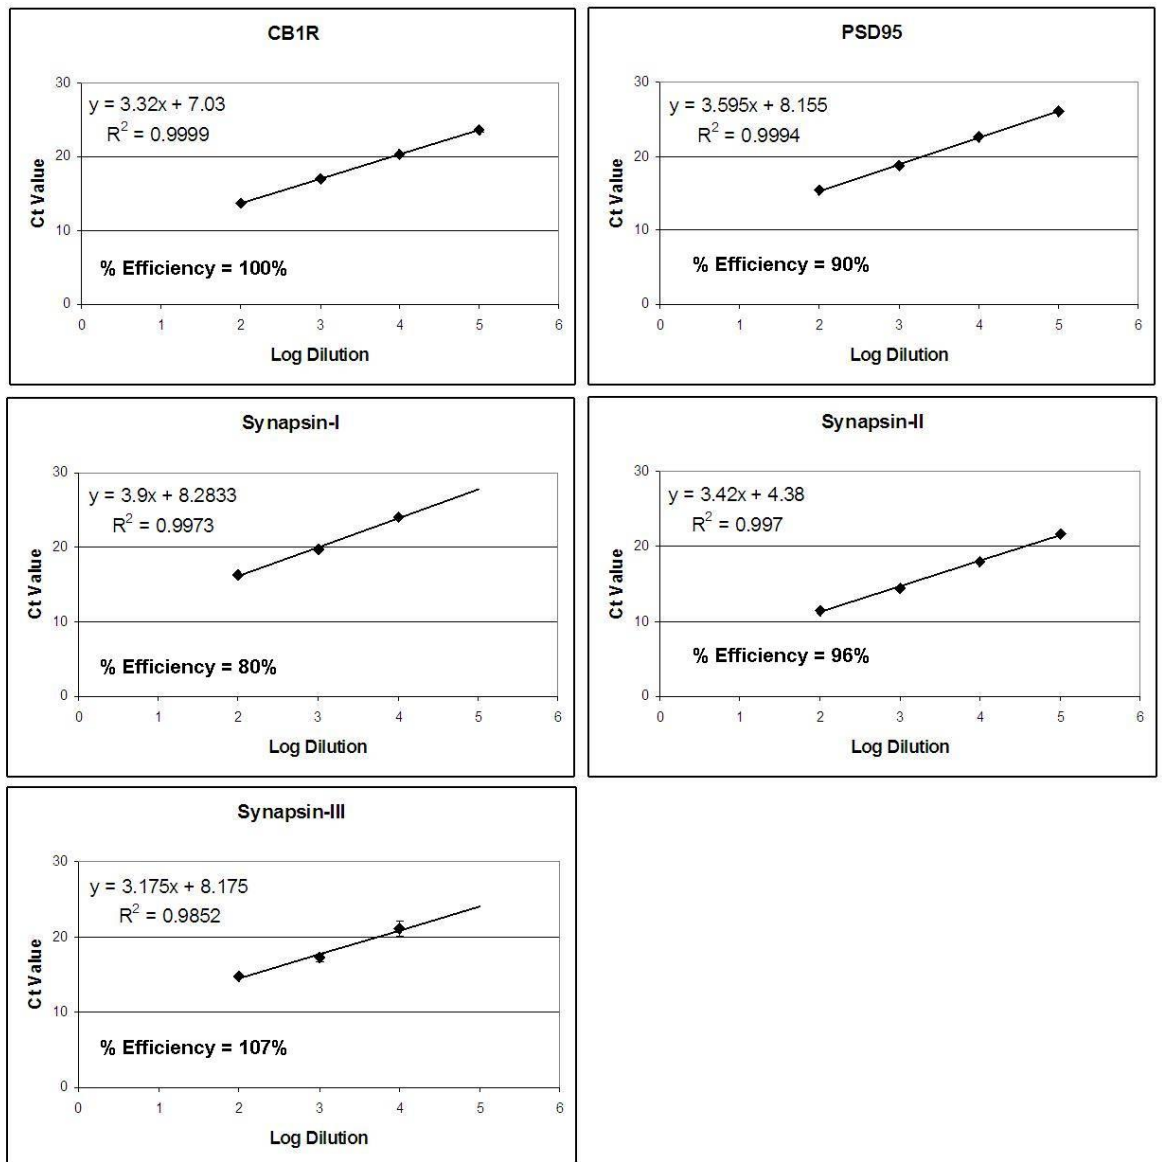 CB1R
y = 3.32x + 7.03
R² = 0.9999
% Efficiency = 100%
Ct Value
30
20
10
0
0 1 2 3 4 5 6
Log Dilution
PSD95
y = 3.595x + 8.155
R² = 0.9994
% Efficiency = 90%
Ct Value
30
20
10
0
0 1 2 3 4 5 6
Log Dilution
Synapsin-I
y = 3.9x + 8.2833
R² = 0.9973
% Efficiency = 80%
Ct Value
30
20
10
0
0 1 2 3 4 5 6
Log Dilution
Synapsin-II
y = 3.42x + 4.38
R² = 0.997
% Efficiency = 96%
Ct Value
30
20
10
0
0 1 2 3 4 5 6
Log Dilution
Synapsin-III
y = 3.175x + 8.175
R² = 0.9852
% Efficiency = 107%
Ct Value
30
20
10
0
0 1 2 3 4 5 6
Log Dilution